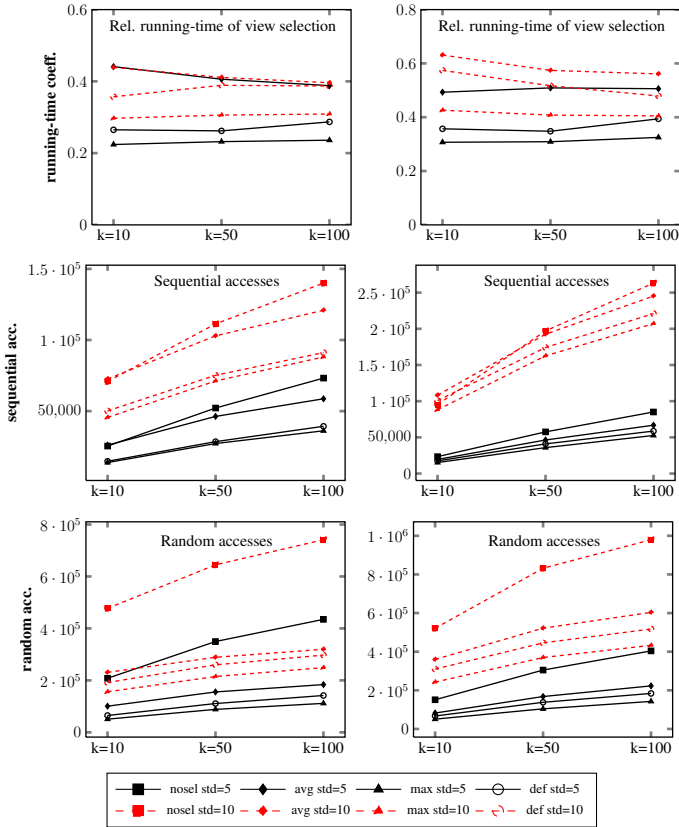 Rel. running-time of view selection
running-time coeff.
0.6
0.4
0.2
0
k=10 k=50 k=100
Rel. running-time of view selection
0.8
0.6
0.4
0.2
0
k=10 k=50 k=100
Sequential accesses
sequential acc.
1.5 · 10^5
1 · 10^5
50,000
k=10 k=50 k=100
Sequential accesses
2.5 · 10^5
2 · 10^5
1.5 · 10^5
1 · 10^5
50,000
0
k=10 k=50 k=100
Random accesses
random acc.
8 · 10^5
6 · 10^5
4 · 10^5
2 · 10^5
0
k=10 k=50 k=100
Random accesses
1 · 10^6
8 · 10^5
6 · 10^5
4 · 10^5
2 · 10^5
0
k=10 k=50 k=100
nosel std=5 avg std=5 max std=5 def std=5
nosel std=10 avg std=10 max std=10 def std=10